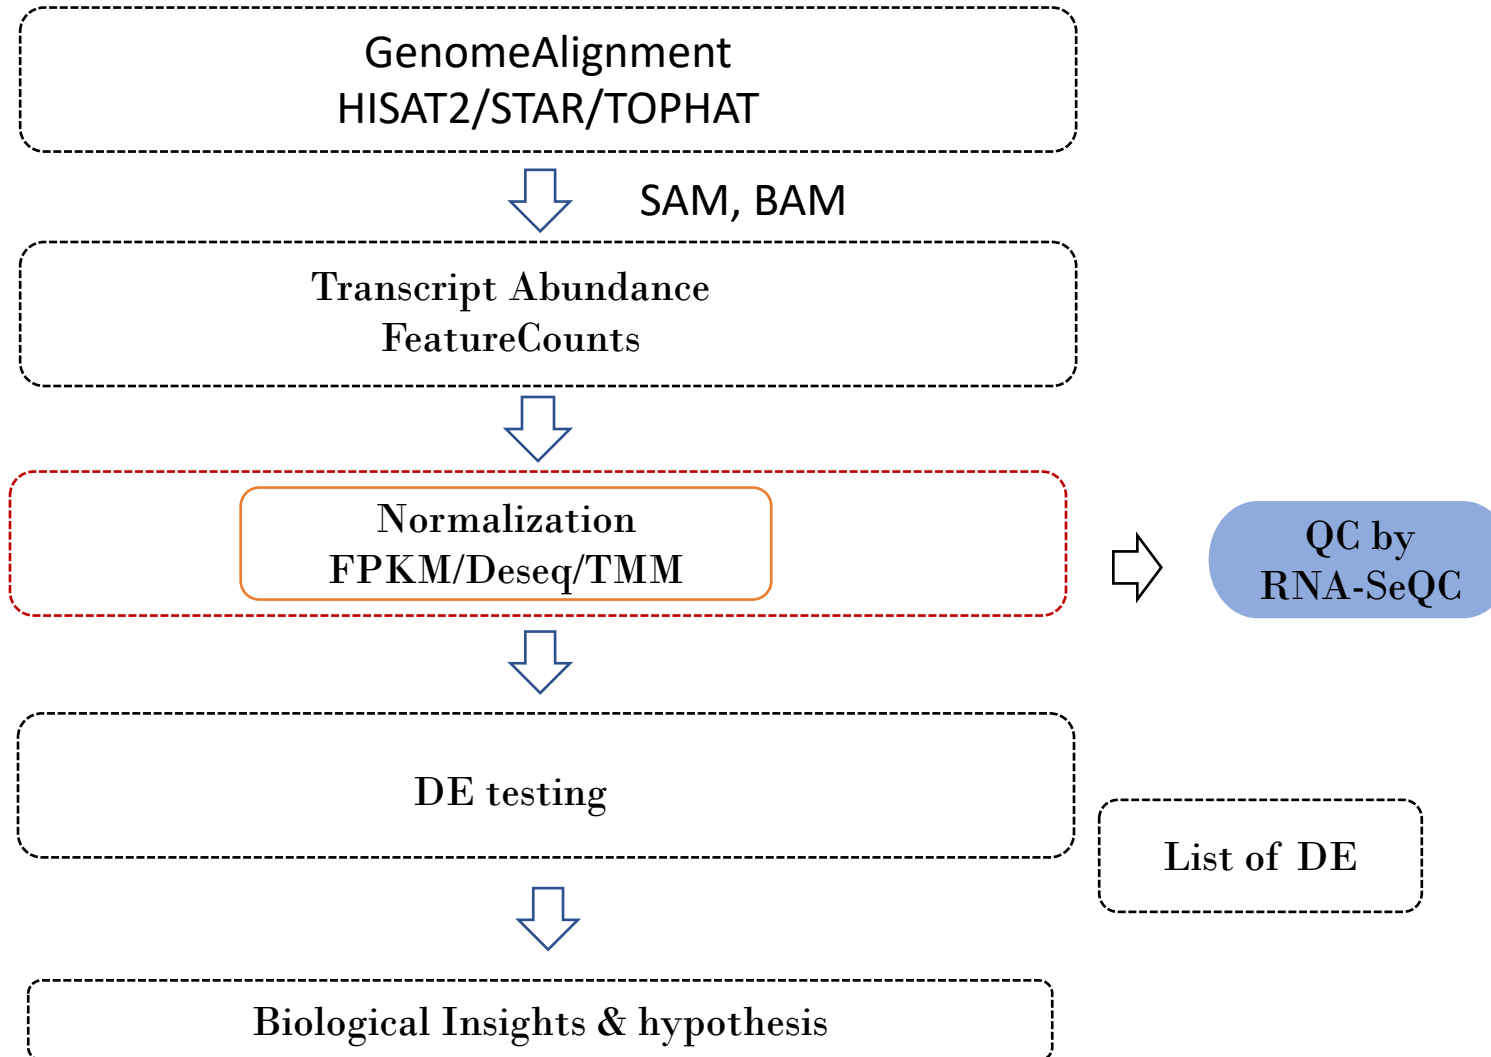 GenomeAlignment
HISAT2/STAR/TOPHAT
SAM, BAM
Transcript Abundance
FeatureCounts
Normalization
FPKM/Deseq/TMM
QC by
RNA-SeQC
DE testing
List of DE
Biological Insights & hypothesis